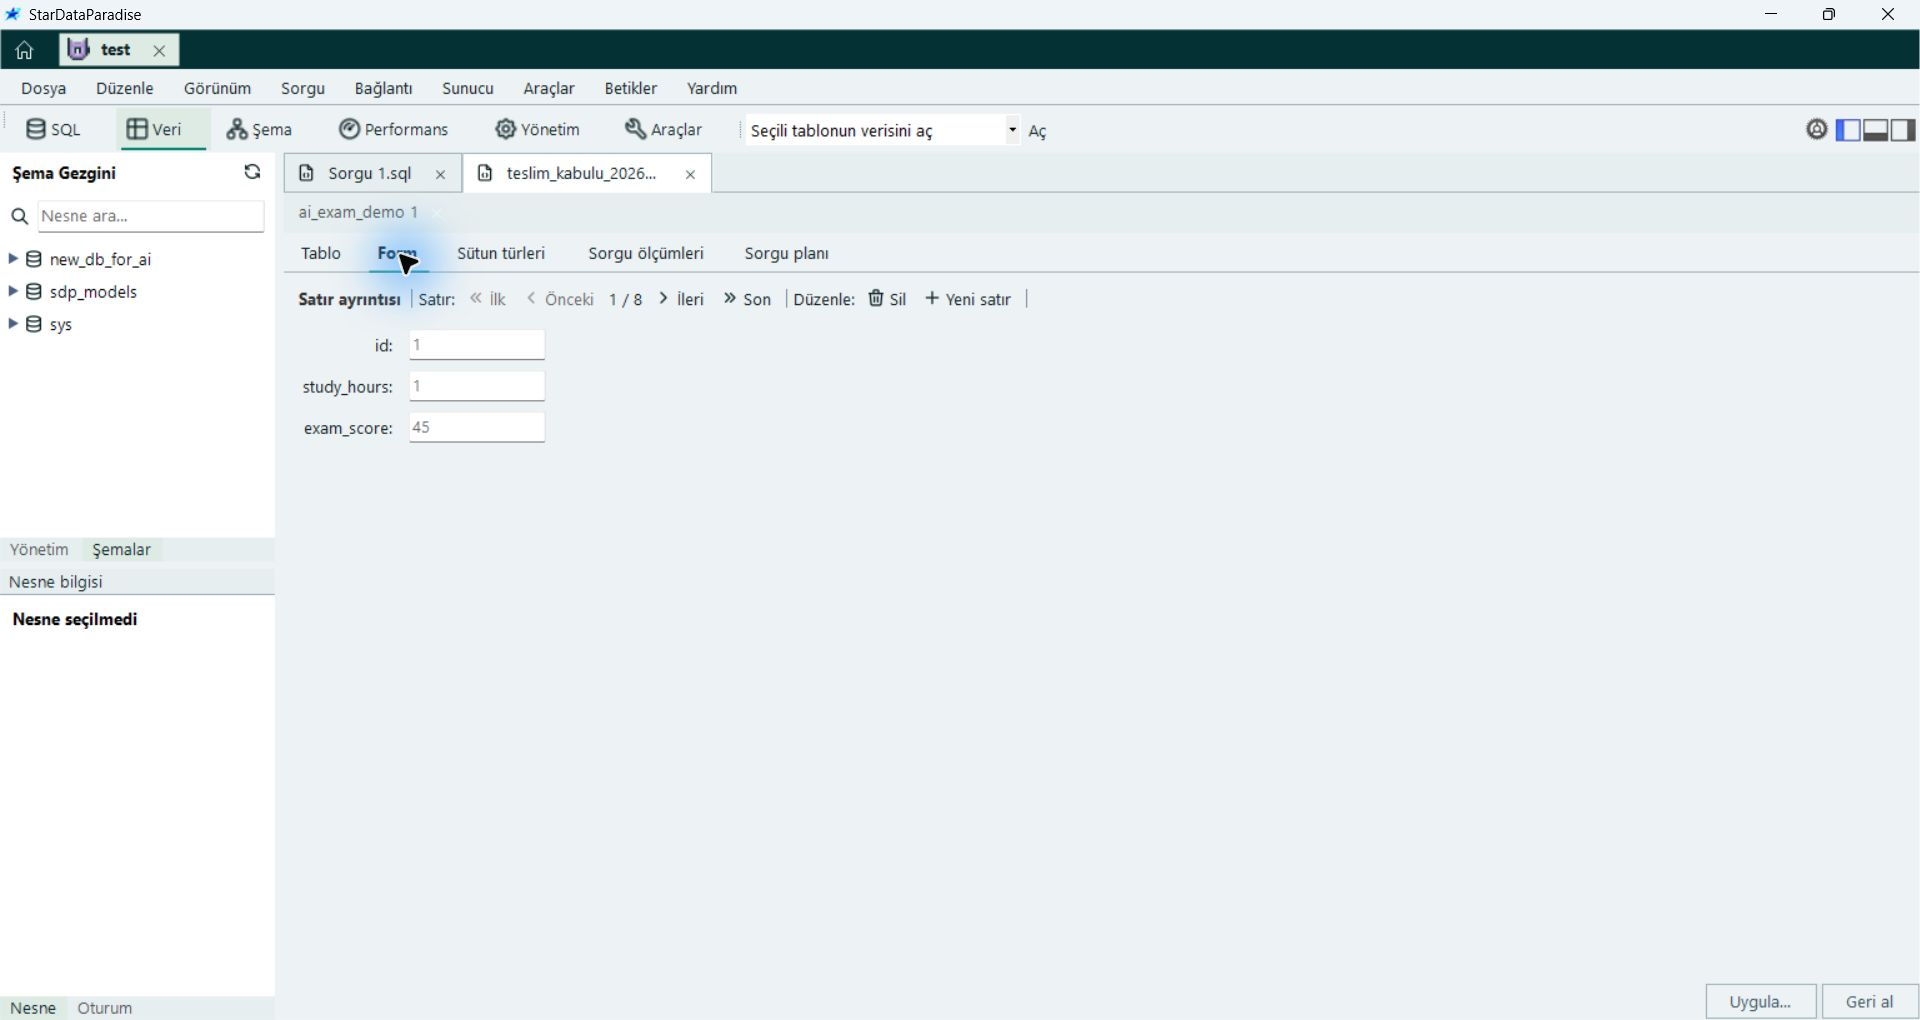 StarDataParadise
test
Dosya Düzenle Görünüm Sorgu Bağlantı Sunucu Araçlar Betikler Yardım
SQL Veri Şema Performans Yönetim Araçlar Seçili tablonun verisini aç Aç
Şema Gezgini
Nesne ara...
new_db_for_ai
sdp_models
sys
Yönetim Şemalar
Nesne bilgisi
Nesne seçilmedi
Nesne Oturum
Sorgu 1.sql teslim_kabulu_2026...
ai_exam_demo 1
Tablo Form Sütun türleri Sorgu ölçümleri Sorgu planı
Satır ayrıntısı Satır: « İlk < Önceki 1 / 8 > İleri » Son Düzenle: Sil + Yeni satır
id: 1
study_hours: 1
exam_score: 45
Uygula... Geri al